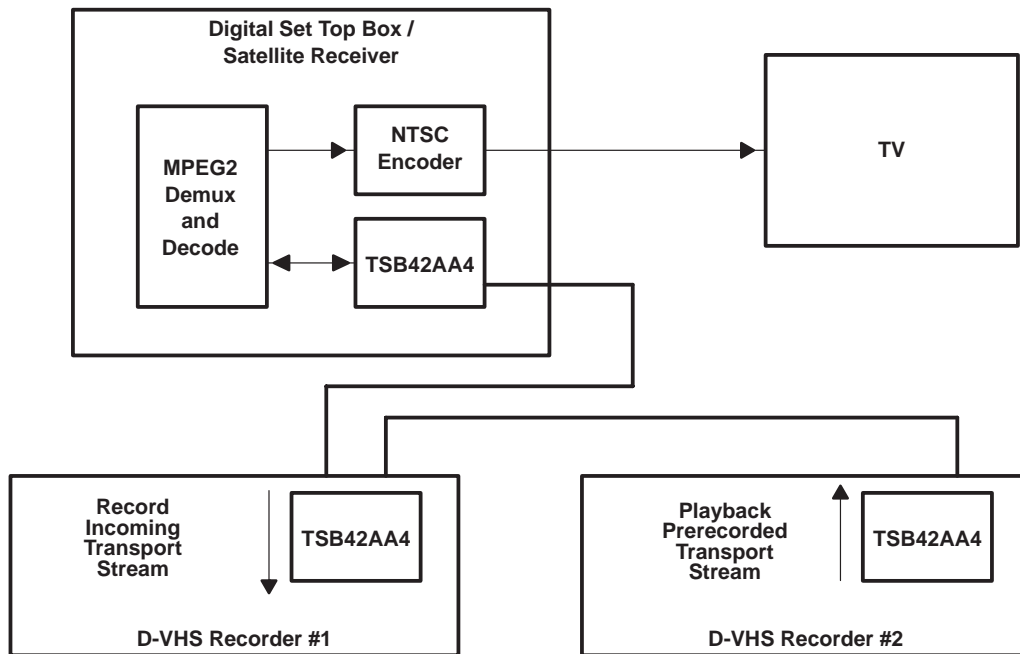 Digital Set Top Box /
Satellite Receiver
MPEG2
Demux
and
Decode
NTSC
Encoder
TSB42AA4
TV
Record
Incoming
Transport
Stream
TSB42AA4
D-VHS Recorder #1
Playback
Prerecorded
Transport
Stream
TSB42AA4
D-VHS Recorder #2